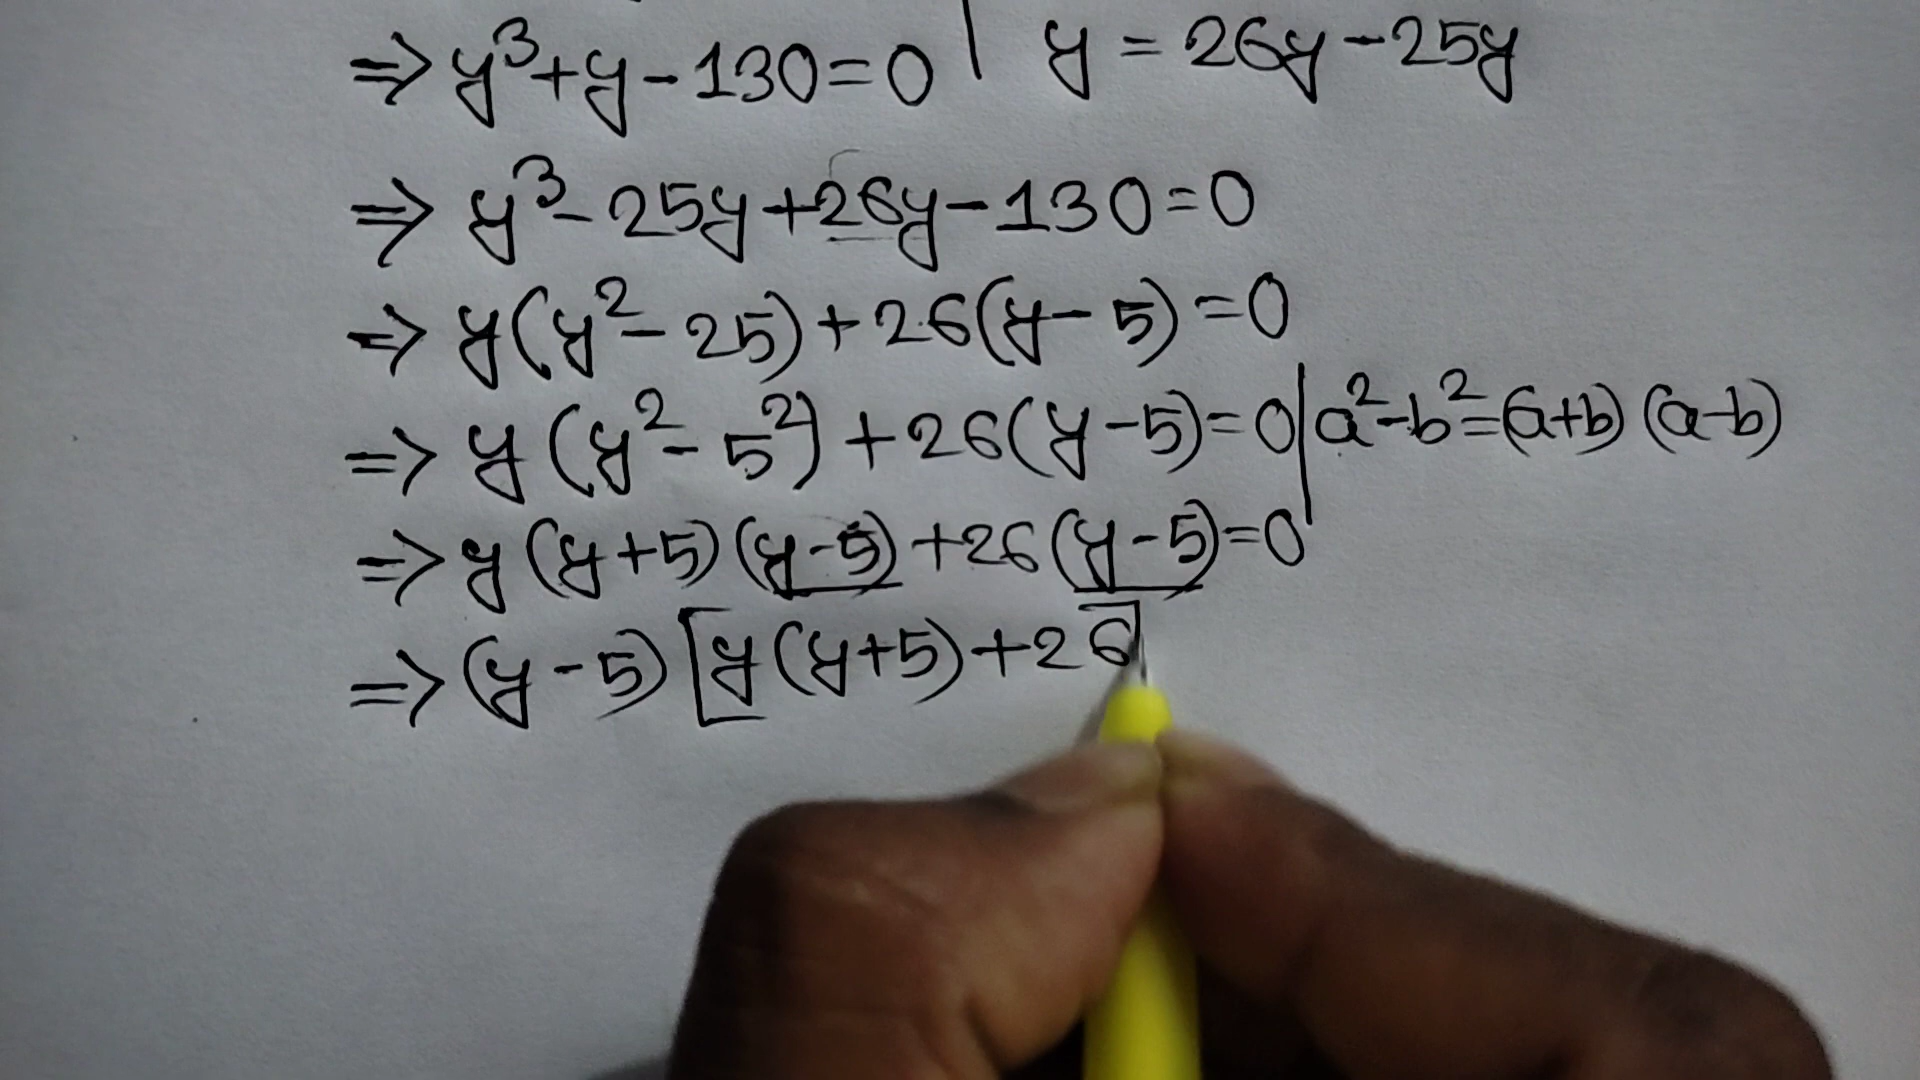 ⇒ y³+y-130=0 | y = 26y-25y
⇒ y³-25y+26y-130=0
⇒ y(y²-25)+26(y-5)=0
⇒ y(y²-5²)+26(y-5)=0 | a²-b²=(a+b)(a-b)
⇒ y(y+5)(y-5)+26(y-5)=0
⇒ (y-5)[y(y+5)+26]